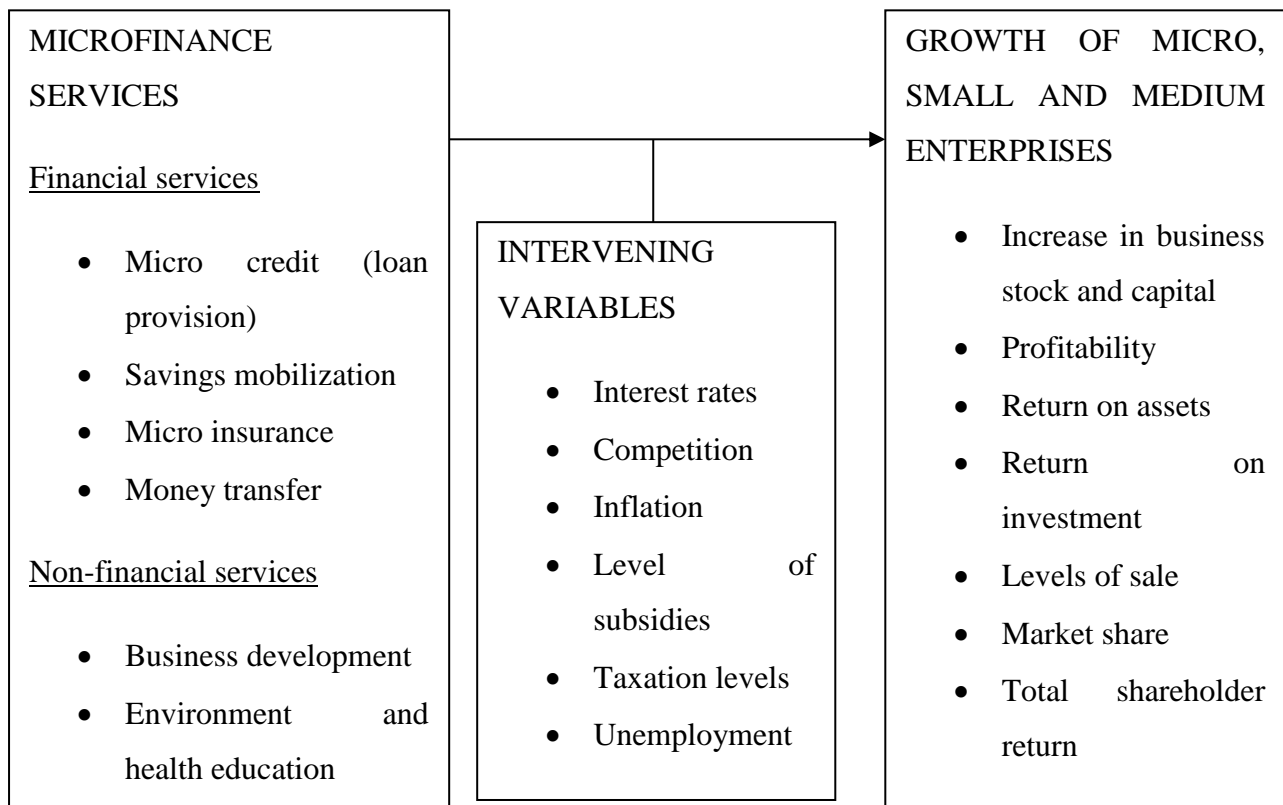 MICROFINANCE
SERVICES
Financial services
• Micro credit (loan
provision)
• Savings mobilization
• Micro insurance
• Money transfer
Non-financial services
• Business development
• Environment and
health education
INTERVENING
VARIABLES
• Interest rates
• Competition
• Inflation
• Level of
subsidies
• Taxation levels
• Unemployment
GROWTH OF MICRO,
SMALL AND MEDIUM
ENTERPRISES
• Increase in business
stock and capital
• Profitability
• Return on assets
• Return on
investment
• Levels of sale
• Market share
• Total shareholder
return